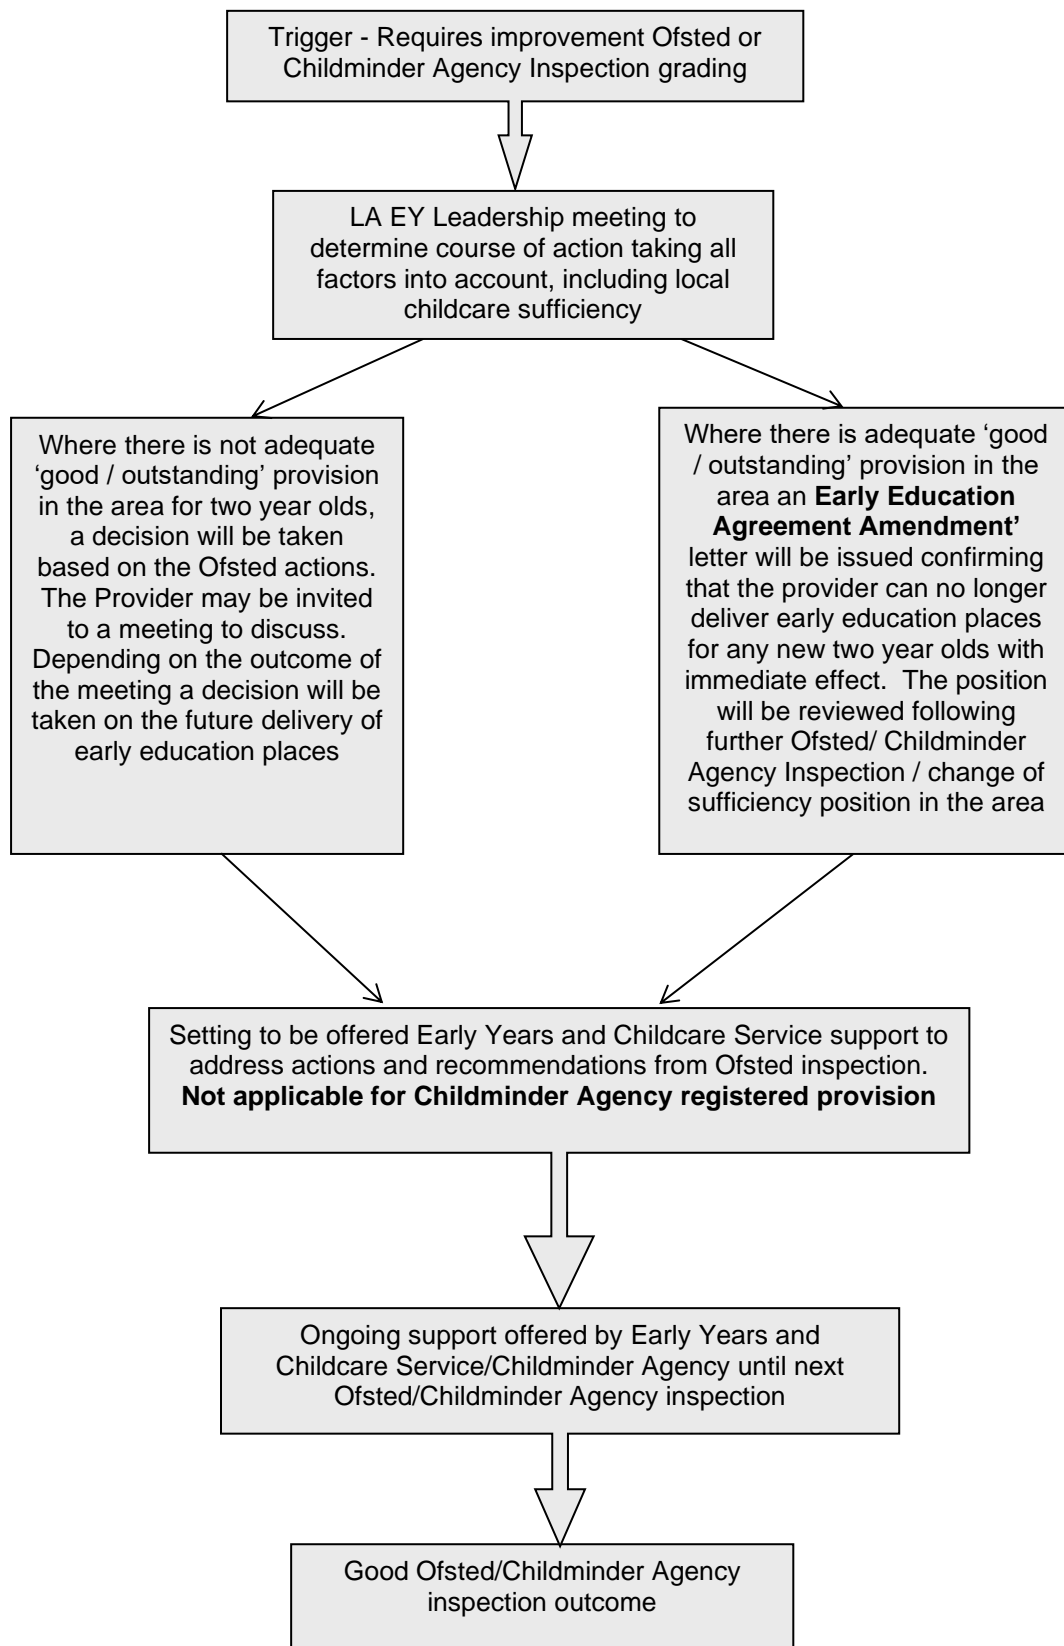 Trigger - Requires improvement Ofsted or
Childminder Agency Inspection grading
LA EY Leadership meeting to
determine course of action taking all
factors into account, including local
childcare sufficiency
Where there is not adequate
‘good / outstanding’ provision
in the area for two year olds,
a decision will be taken
based on the Ofsted actions.
The Provider may be invited
to a meeting to discuss.
Depending on the outcome of
the meeting a decision will be
taken on the future delivery of
early education places
Where there is adequate ‘good
/ outstanding’ provision in the
area an Early Education
Agreement Amendment’
letter will be issued confirming
that the provider can no longer
deliver early education places
for any new two year olds with
immediate effect.  The position
will be reviewed following
further Ofsted/ Childminder
Agency Inspection / change of
sufficiency position in the area
Setting to be offered Early Years and Childcare Service support to
address actions and recommendations from Ofsted inspection.
Not applicable for Childminder Agency registered provision
Ongoing support offered by Early Years and
Childcare Service/Childminder Agency until next
Ofsted/Childminder Agency inspection
Good Ofsted/Childminder Agency
inspection outcome